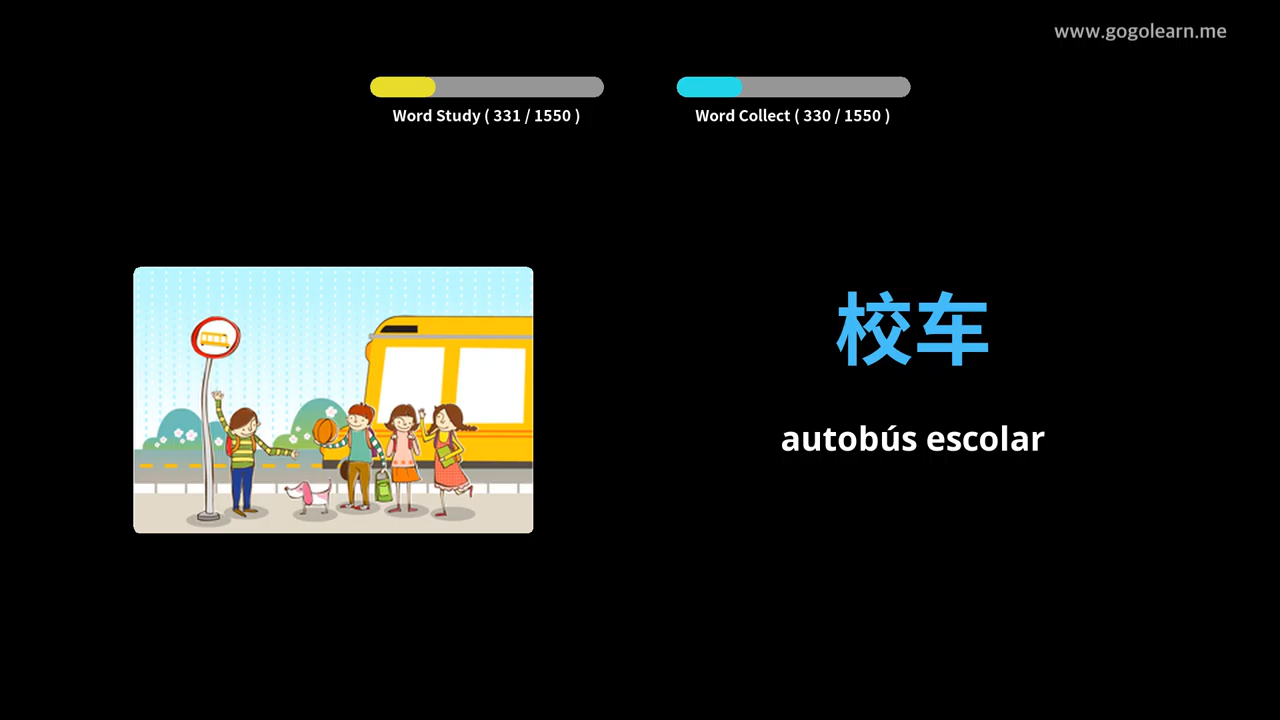 www.gogolearn.me
Word Study ( 331 / 1550 )
Word Collect ( 330 / 1550 )
校车
autobús escolar